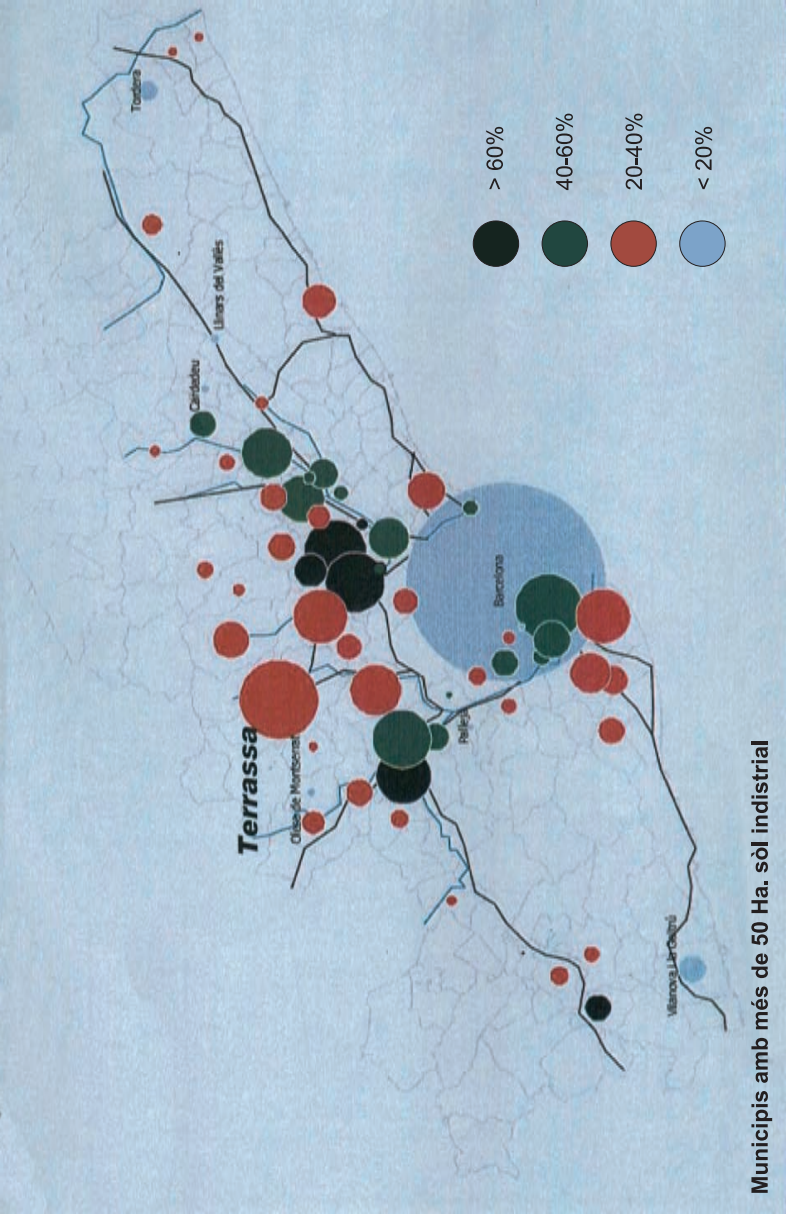 Tordera
Llinars del Vallès
Cardedeu
Barcelona
Pallejà
Terrassa
Olesa de Montserrat
Vilanova i la Geltrú
> 60%
40-60%
20-40%
< 20%
Municipis amb més de 50 Ha. sòl indistrial